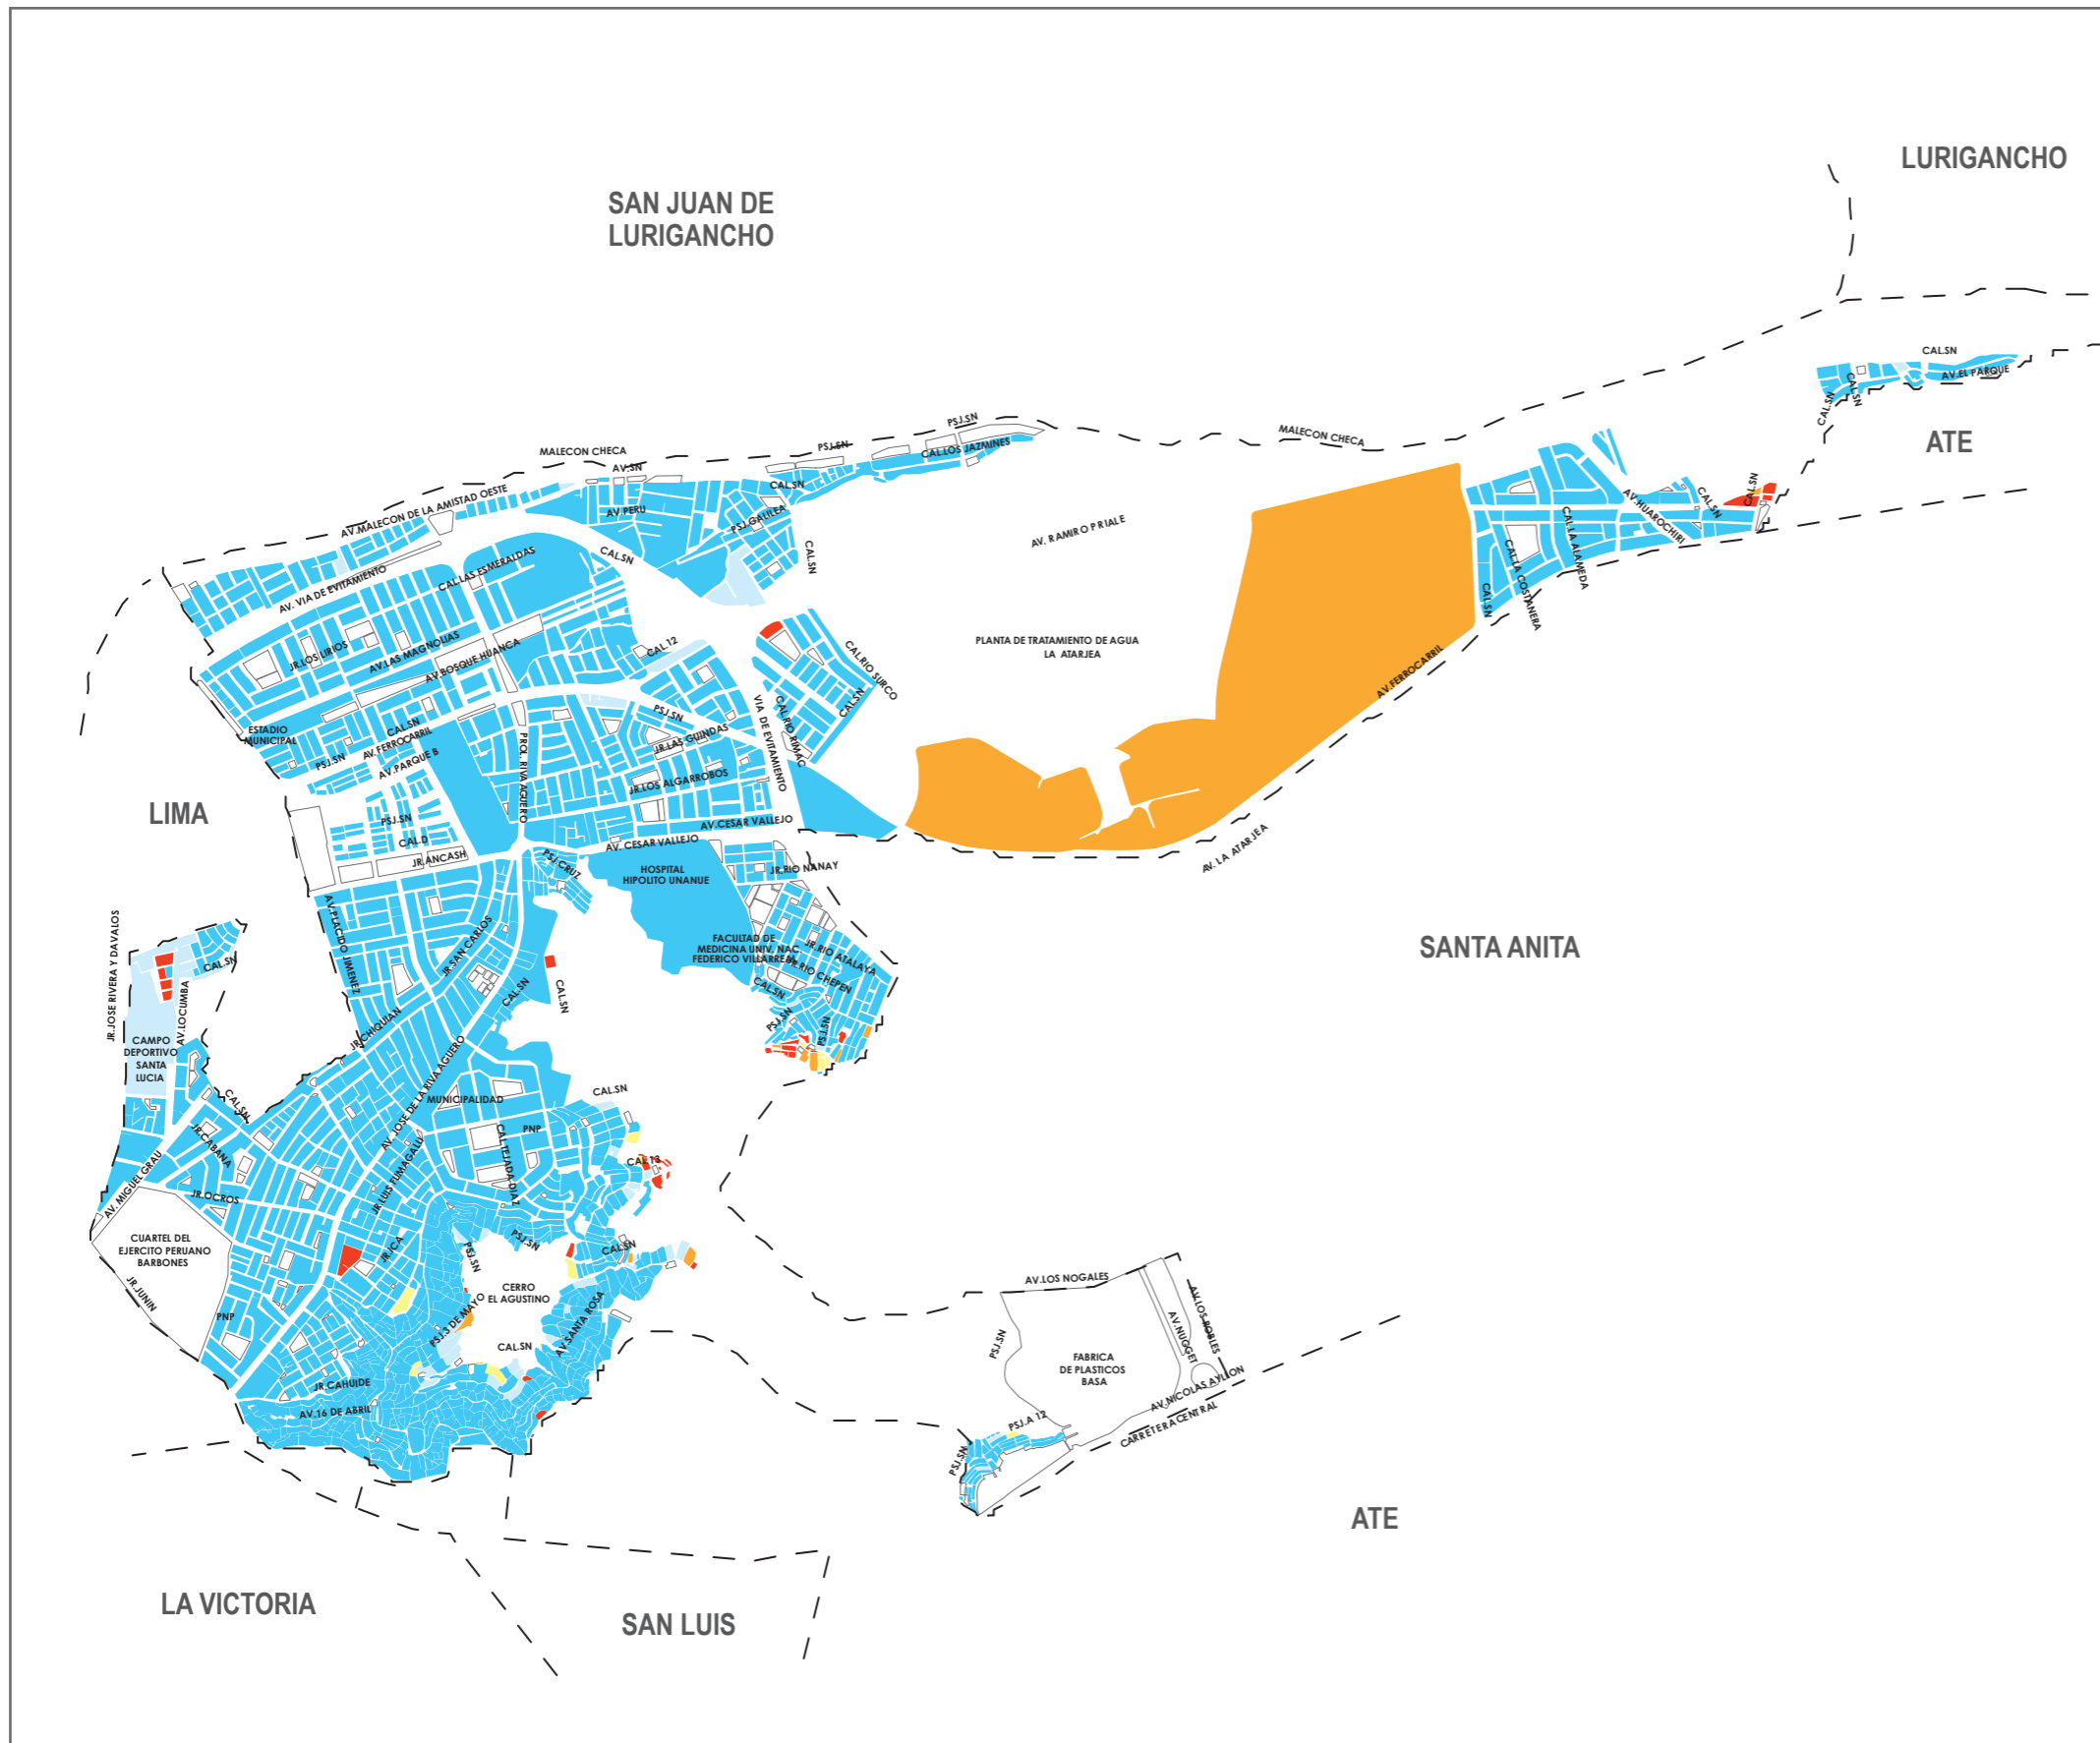 LURIGANCHO
SAN JUAN DE
LURIGANCHO
CAL.SN
AV.EL PARQUE
CAL.SN
CAL.SN
ATE
PSJ.SN
MALECON CHECA
PSJ.SN
CAL.LOS JAZMINES
MALECON CHECA
AV.SN
CAL.SN
AV.MALECON DE LA AMISTAD OESTE
AV.PERU
PSJ.GALILEA
AV. RAMIRO PRIALE
CAL.SN
CAL.SN
AV.HUAROCHIRI
CAL.LA ALAMEDA
CAL.LA COSTANERA
CAL.SN
CAL.SN
CAL.SN
CAL.LAS ESMERALDAS
AV. VIA DE EVITAMIENTO
JR.LOS LIRIOS
AV.LAS MAGNOLIAS
AV.BOSQUE HUANCA
CAL.12
PLANTA DE TRATAMIENTO DE AGUA
LA ATARJEA
CAL.RIO SURCO
CAL.SN
CAL.RIO RIMAC
VIA DE EVITAMIENTO
AV.FERROCARRIL
PSJ.SN
ESTADIO
MUNICIPAL
CAL.SN
AV.FERROCARRIL
PSJ.SN
AV.PARQUE B
PROL. RIVA AGUERO
JR.LAS GUINDAS
JR.LOS ALGARROBOS
LIMA
PSJ.SN
CAL.D
JR.ANCASH
AV.CESAR VALLEJO
AV. CESAR VALLEJO
PSJ.CRUZ
HOSPITAL
HIPOLITO UNANUE
JR.RIO NANAY
AV. LA ATARJEA
AV.PLACIDO JIMENEZ
JR.SAN CARLOS
FACULTAD DE
MEDICINA UNIV. NAC.
FEDERICO VILLARREAL
JR.RIO ATALAYA
JR.RIO CHEPEN
SANTA ANITA
JR.JOSE RIVERA Y DAVALOS
CAL.SN
AV.LOCUMBA
CAL.SN
CAL.SN
CAL.SN
PSJ.SN
PSJ.SN
CAMPO
DEPORTIVO
SANTA
LUCIA
JR.CHIQUIAN
AV. JOSE DE LA RIVA AGUERO
CAL.SN
CAL.SN
MUNICIPALIDAD
PNP
CAL.TEJADA DIAZ
JR.CABANA
CAL.13
AV. MIGUEL GRAU
JR.LUIS FUMAGALLI
JR.OCROS
CUARTEL DEL
EJERCITO PERUANO
BARBONES
JR.ICA
PSJ.SN
PSJ.SN
CAL.SN
JR.JUNIN
CERRO
EL AGUSTINO
PSJ.3 DE MAYO
AV.SANTA ROSA
PNP
CAL.SN
AV.LOS NOGALES
AV.LOS ROBLES
AV.NUGGET
PSJ.SN
FABRICA
DE PLASTICOS
BASA
JR.CAHUIDE
AV.16 DE ABRIL
AV.NICOLAS AYLLON
CARRETERA CENTRAL
PSJ.A 12
PSJ.SN
ATE
LA VICTORIA
SAN LUIS